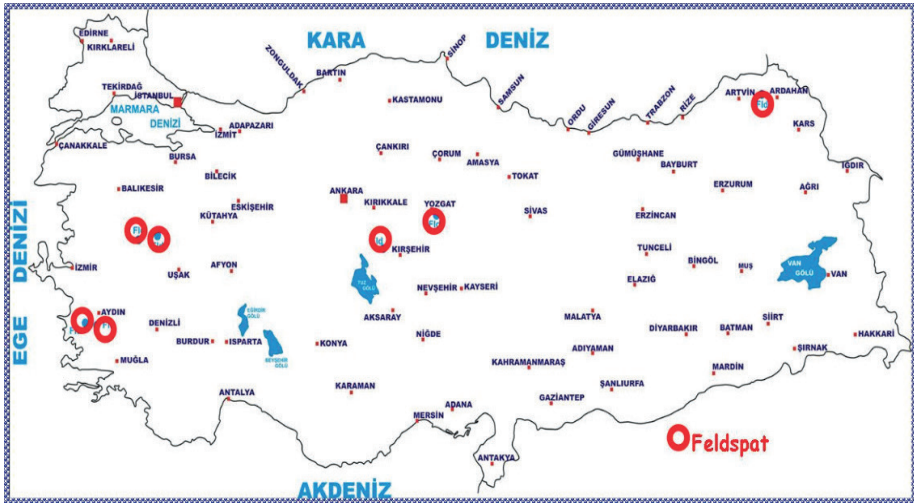 KARA DENİZ
EDİRNE
KIRKLARELİ
TEKİRDAĞ
İSTANBUL
MARMARA
DENİZİ
ZONGULDAK
BARTIN
KASTAMONU
SİNOP
SAMSUN
ORDU
GİRESUN
TRABZON
RİZE
ARTVİN
ARDAHAN
Fld
KARS
IĞDIR
ÇANAKKALE
İZMİT
ADAPAZARI
BURSA
BİLECİK
BALIKESİR
ESKİŞEHİR
KÜTAHYA
ÇANKIRI
ÇORUM
AMASYA
TOKAT
ANKARA
KIRIKKALE
YOZGAT
KIRŞEHİR
SİVAS
GÜMÜŞHANE
BAYBURT
ERZURUM
AĞRI
ERZİNCAN
TUNCELİ
BİNGÖL
MUŞ
VAN
GÖLÜ
VAN
ELAZIĞ
EGE DENİZİ
İZMİR
UŞAK
AFYON
AYDIN
DENİZLİ
MUĞLA
BURDUR
ISPARTA
BEYŞEHİR
GÖLÜ
TUZ
GÖLÜ
KONYA
AKSARAY
NEVŞEHİR
KAYSERİ
NİĞDE
MALATYA
DİYARBAKIR
BATMAN
SİİRT
HAKKARİ
ŞIRNAK
MARDİN
ADIYAMAN
KAHRAMANMARAŞ
ŞANLIURFA
GAZİANTEP
ANTALYA
KARAMAN
MERSİN
ADANA
ANTAKYA
AKDENİZ
Feldspat